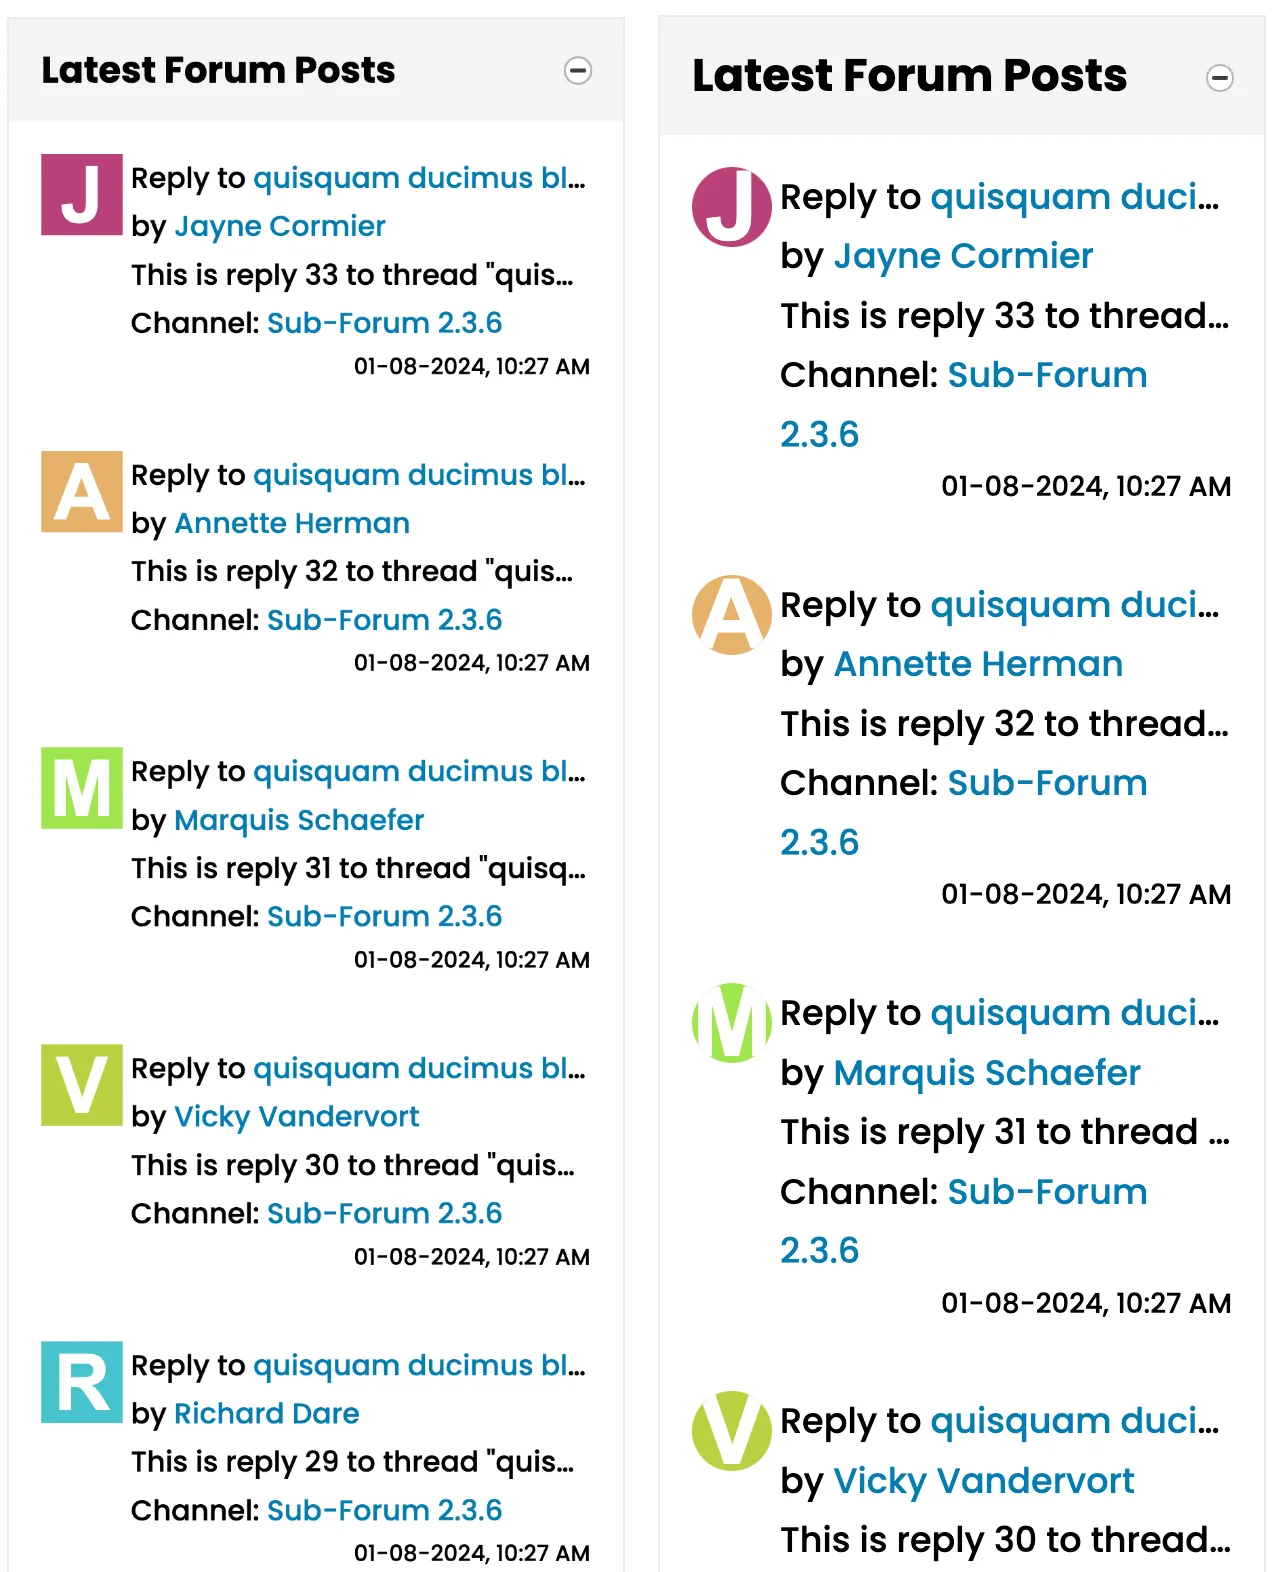 Latest Forum Posts
J
Reply to quisquam ducimus bl...
by Jayne Cormier
This is reply 33 to thread "quis...
Channel: Sub-Forum 2.3.6
01-08-2024, 10:27 AM
A
Reply to quisquam ducimus bl...
by Annette Herman
This is reply 32 to thread "quis...
Channel: Sub-Forum 2.3.6
01-08-2024, 10:27 AM
M
Reply to quisquam ducimus bl...
by Marquis Schaefer
This is reply 31 to thread "quisq...
Channel: Sub-Forum 2.3.6
01-08-2024, 10:27 AM
V
Reply to quisquam ducimus bl...
by Vicky Vandervort
This is reply 30 to thread "quis...
Channel: Sub-Forum 2.3.6
01-08-2024, 10:27 AM
R
Reply to quisquam ducimus bl...
by Richard Dare
This is reply 29 to thread "quis...
Channel: Sub-Forum 2.3.6
01-08-2024, 10:27 AM
Latest Forum Posts
J
Reply to quisquam duci...
by Jayne Cormier
This is reply 33 to thread...
Channel: Sub-Forum
2.3.6
01-08-2024, 10:27 AM
A
Reply to quisquam duci...
by Annette Herman
This is reply 32 to thread...
Channel: Sub-Forum
2.3.6
01-08-2024, 10:27 AM
M
Reply to quisquam duci...
by Marquis Schaefer
This is reply 31 to thread ...
Channel: Sub-Forum
2.3.6
01-08-2024, 10:27 AM
V
Reply to quisquam duci...
by Vicky Vandervort
This is reply 30 to thread...